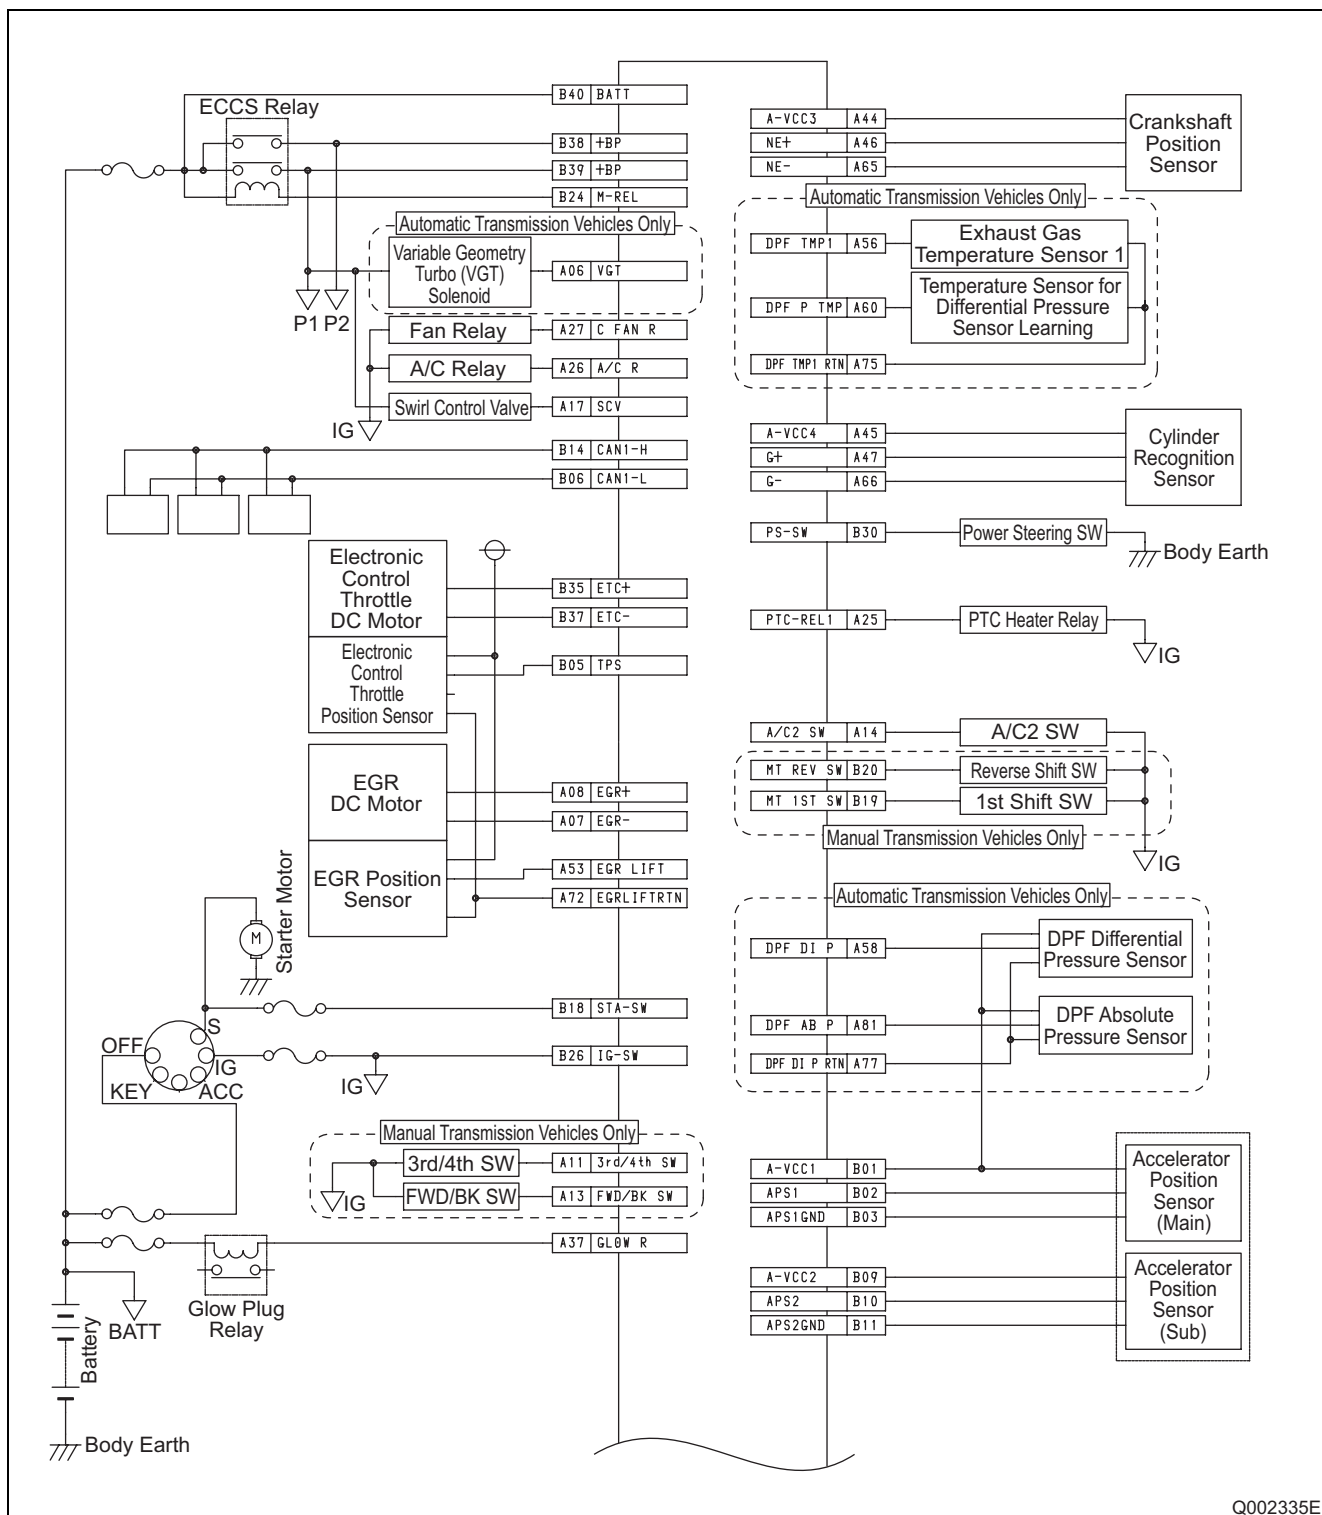 ECCS Relay
B40 BATT
B38 +BP
B39 +BP
B24 M-REL
Automatic Transmission Vehicles Only
Variable Geometry
Turbo (VGT)
Solenoid
A06 VGT
P1 P2
Fan Relay
A27 C FAN R
A/C Relay
A26 A/C R
Swirl Control Valve
A17 SCV
IG
B14 CAN1-H
B06 CAN1-L
Electronic
Control
Throttle
DC Motor
B35 ETC+
B37 ETC-
Electronic
Control
Throttle
Position Sensor
B05 TPS
EGR
DC Motor
A08 EGR+
A07 EGR-
EGR Position
Sensor
A53 EGR LIFT
A72 EGRLIFTRTN
Starter Motor
M
B18 STA-SW
S
OFF
IG
KEY
ACC
B26 IG-SW
IG
Manual Transmission Vehicles Only
3rd/4th SW
A11 3rd/4th SW
FWD/BK SW
A13 FWD/BK SW
IG
A37 GLOW R
Glow Plug
Relay
BATT
Battery
Body Earth
A-VCC3 A44
NE+ A46
NE- A65
Crankshaft
Position
Sensor
Automatic Transmission Vehicles Only
DPF TMP1 A56
Exhaust Gas
Temperature Sensor 1
DPF P TMP A60
Temperature Sensor for
Differential Pressure
Sensor Learning
DPF TMP1 RTN A75
A-VCC4 A45
G+ A47
G- A66
Cylinder
Recognition
Sensor
PS-SW B30
Power Steering SW
Body Earth
PTC-REL1 A25
PTC Heater Relay
IG
A/C2 SW A14
A/C2 SW
MT REV SW B20
Reverse Shift SW
MT 1ST SW B19
1st Shift SW
Manual Transmission Vehicles Only
IG
Automatic Transmission Vehicles Only
DPF DI P A58
DPF Differential
Pressure Sensor
DPF AB P A81
DPF Absolute
Pressure Sensor
DPF DI P RTN A77
A-VCC1 B01
APS1 B02
APS1GND B03
Accelerator
Position
Sensor
(Main)
A-VCC2 B09
APS2 B10
APS2GND B11
Accelerator
Position
Sensor
(Sub)
Q002335E